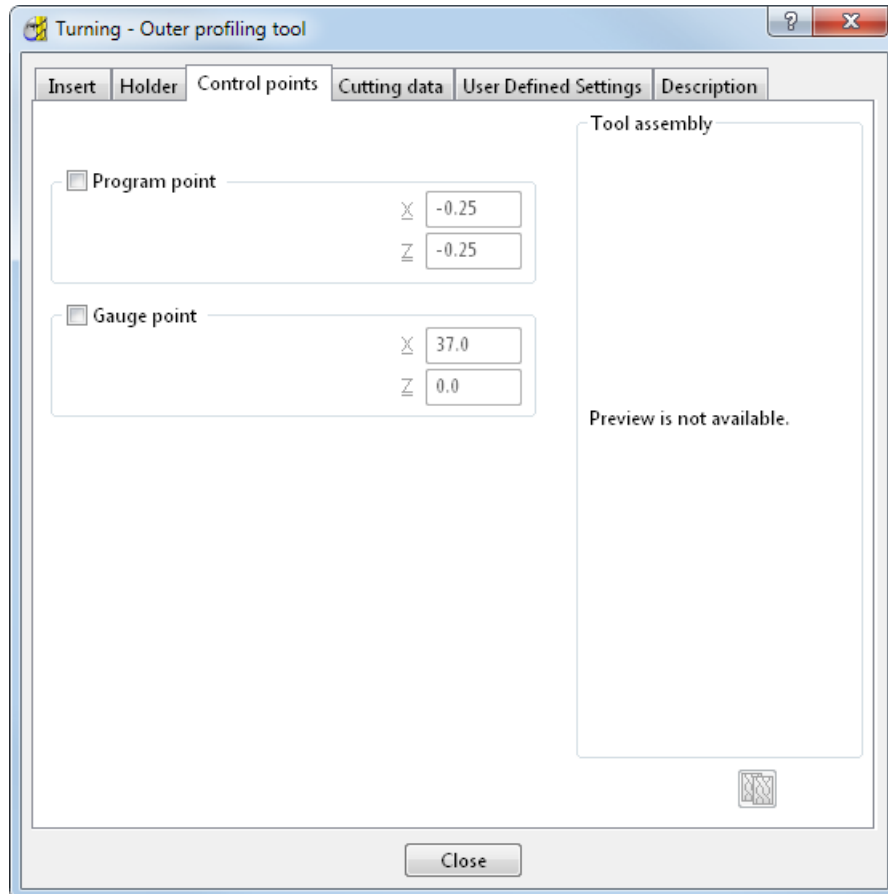 Turning - Outer profiling tool
?
X
Insert Holder Control points Cutting data User Defined Settings Description
Program point
X -0.25
Z -0.25
Gauge point
X 37.0
Z 0.0
Tool assembly
Preview is not available.
Close